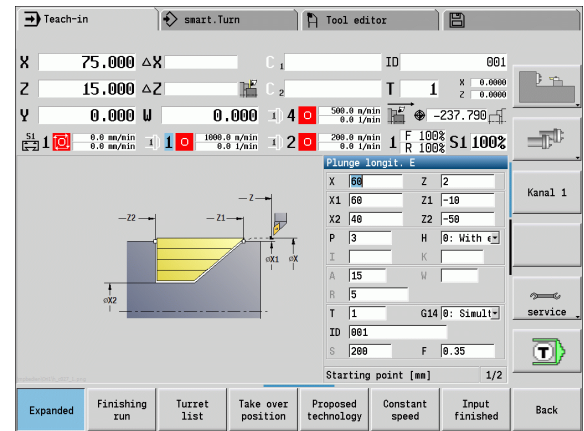 Teach-in smart.Turn Tool editor
X 75.000 △X C 1 ID 001
Z 15.000 △Z C 2 T 1 X 0.0000 Z 0.0000
Y 0.000 W 0.000 1) 4 500.0 m/min 0.0 1/min -237.790
S1 1 0.0 mm/min 0.0 m/min 1) 1 1000.0 m/min 0.0 1/min 1) 2 200.0 m/min 0.0 1/min 1 F 100% R 100% S1 100%
Plunge longit. E
X 60 Z 2
X1 60 Z1 -10
X2 40 Z2 -50
P 3 H 0: With e
I K
A 15 W
R 5
T 1 G14 0: Simult
ID 001
S 200 F 0.35
Starting point [mm] 1/2
Z
Z2 Z1
øX1 øX
øX2
Kanal 1
service
T
Expanded
Finishing run
Turret list
Take over position
Proposed technology
Constant speed
Input finished
Back